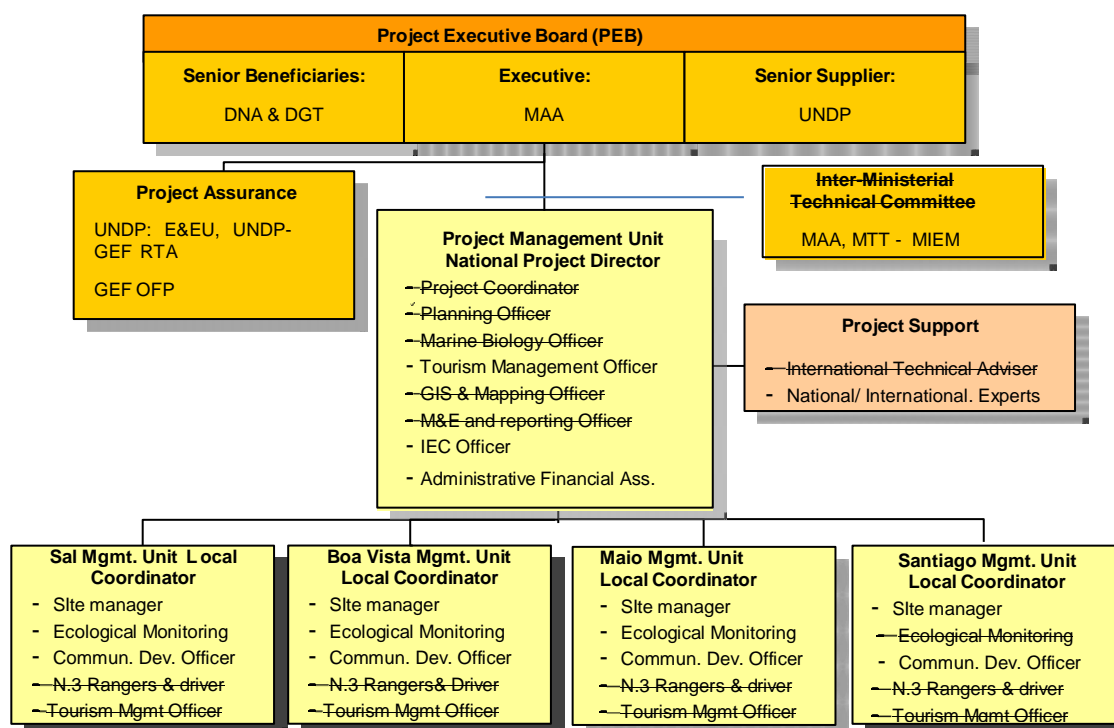 Project Executive Board (PEB)
Senior Beneficiaries:
DNA & DGT
Executive:
MAA
Senior Supplier:
UNDP
Project Assurance
UNDP: E&EU, UNDP-
GEF RTA
GEF OFP
Inter-Ministerial
Technical Committee
MAA, MTT - MIEM
Project Management Unit
National Project Director
- Project Coordinator
- Planning Officer
- Marine Biology Officer
- Tourism Management Officer
- GIS & Mapping Officer
- M&E and reporting Officer
- IEC Officer
- Administrative Financial Ass.
Project Support
- International Technical Adviser
- National/ International. Experts
Sal Mgmt. Unit Local
Coordinator
- SIte manager
- Ecological Monitoring
- Commun. Dev. Officer
- N.3 Rangers & driver
- Tourism Mgmt Officer
Boa Vista Mgmt. Unit
Local Coordinator
- SIte manager
- Ecological Monitoring
- Commun. Dev. Officer
- N.3 Rangers& Driver
- Tourism Mgmt Officer
Maio Mgmt. Unit
Local Coordinator
- SIte manager
- Ecological Monitoring
- Commun. Dev. Officer
- N.3 Rangers & driver
- Tourism Mgmt Officer
Santiago Mgmt. Unit
Local Coordinator
- SIte manager
- Ecological Monitoring
- Commun. Dev. Officer
- N.3 Rangers & driver
- Tourism Mgmt Officer